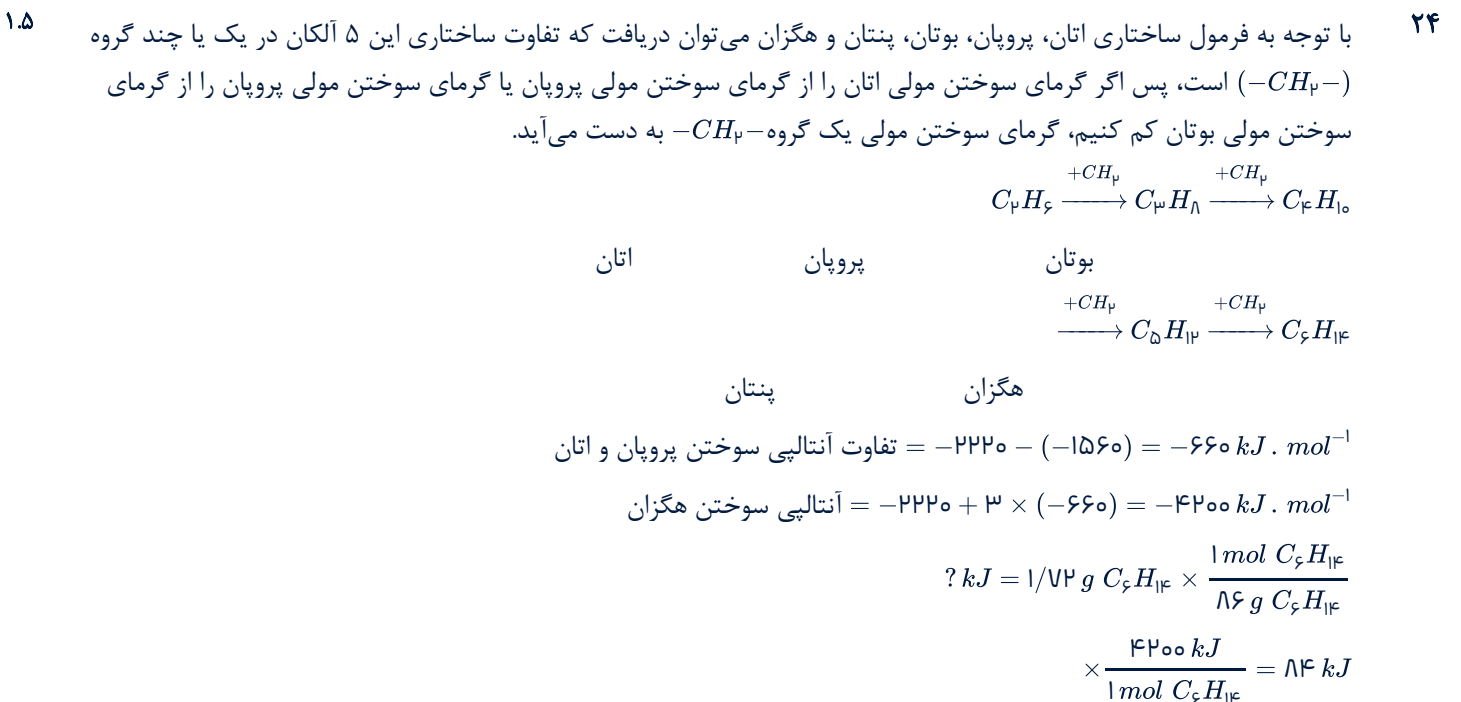 ۲۴ با توجه به فرمول ساختاری اتان، پروپان، بوتان، پنتان و هگزان می‌توان دریافت که تفاوت ساختاری این ۵ آلکان در یک یا چند گروه ۱.۵
(−CH₂−) است، پس اگر گرمای سوختن مولی اتان را از گرمای سوختن مولی پروپان یا گرمای سوختن مولی پروپان را از گرمای
سوختن مولی بوتان کم کنیم، گرمای سوختن مولی یک گروه −CH₂− به دست می‌آید.
C₂H₆ —(+CH₂)→ C₃H₈ —(+CH₂)→ C₄H₁₀
اتان پروپان بوتان
—(+CH₂)→ C₅H₁₂ —(+CH₂)→ C₆H₁₄
پنتان هگزان
تفاوت آنتالپی سوختن پروپان و اتان = −۲۲۲۰ − (−۱۵۶۰) = −۶۶۰ kJ . mol⁻¹
آنتالپی سوختن هگزان = −۲۲۲۰ + ۳ × (−۶۶۰) = −۴۲۰۰ kJ . mol⁻¹
? kJ = ۱/۷۲ g C₆H₁₄ × ۱ mol C₆H₁₄ / ۸۶ g C₆H₁₄
× ۴۲۰۰ kJ / ۱ mol C₆H₁₄ = ۸۴ kJ